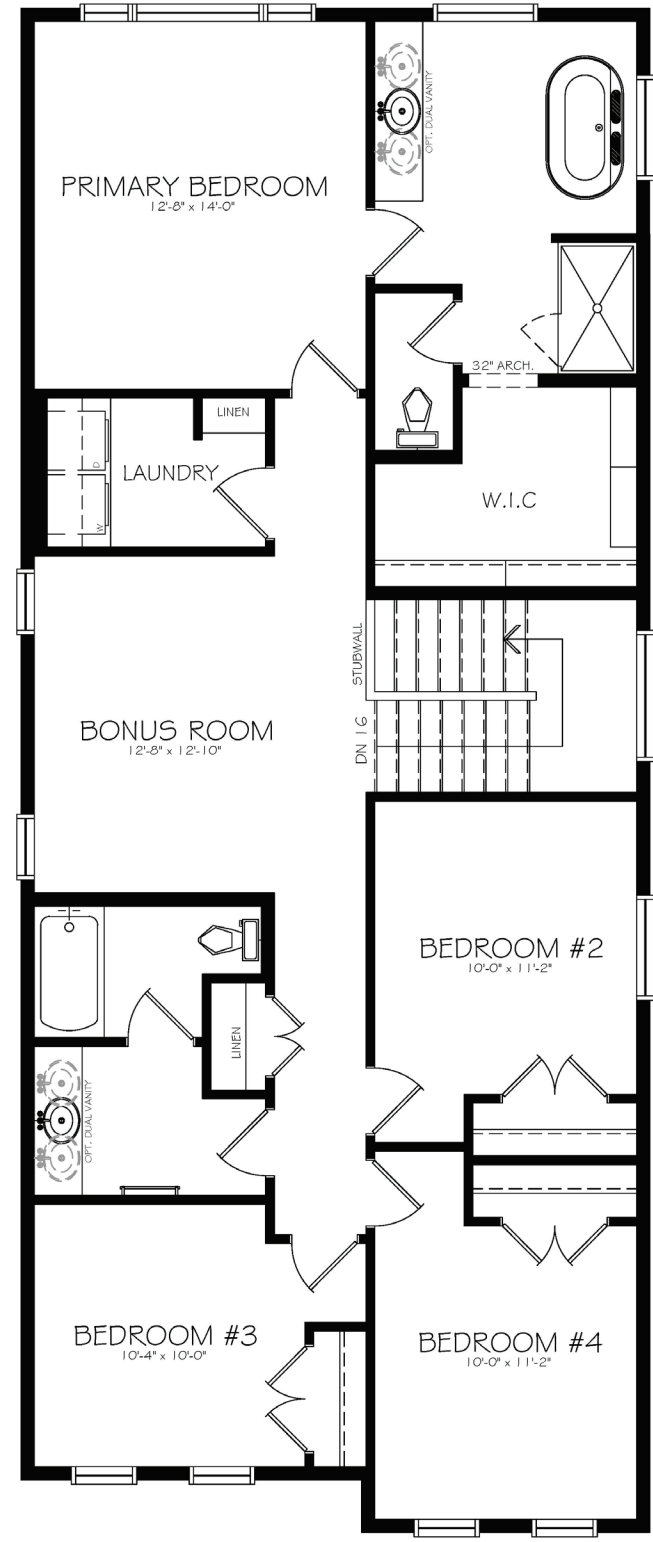 OPT. DUAL VANITY
PRIMARY BEDROOM
12'-8" x 14'-0"
32" ARCH.
LINEN
D
LAUNDRY
W
W.I.C
STUBWALL
BONUS ROOM
12'-8" x 12'-10"
DN 16
BEDROOM #2
10'-0" x 11'-2"
LINEN
OPT. DUAL VANITY
BEDROOM #3
10'-4" x 10'-0"
BEDROOM #4
10'-0" x 11'-2"